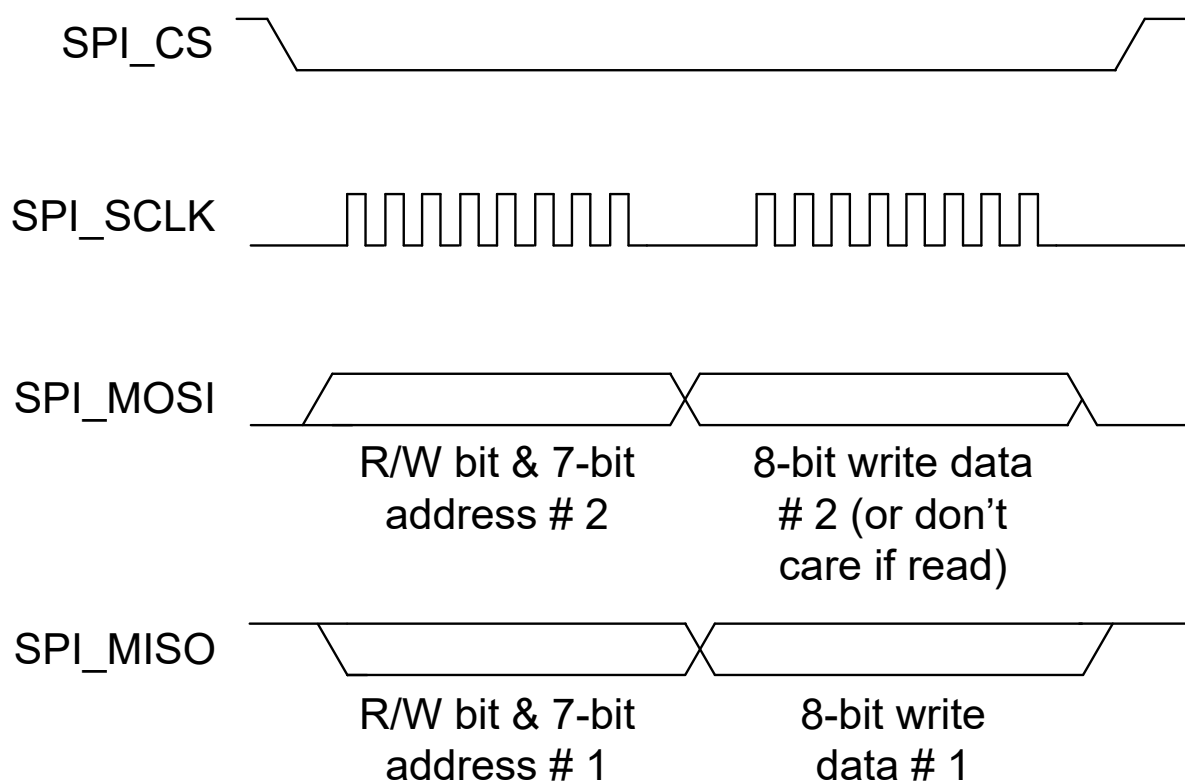 SPI_CS
SPI_SCLK
SPI_MOSI
R/W bit & 7-bit
address # 2
8-bit write data
# 2 (or don't
care if read)
SPI_MISO
R/W bit & 7-bit
address # 1
8-bit write
data # 1